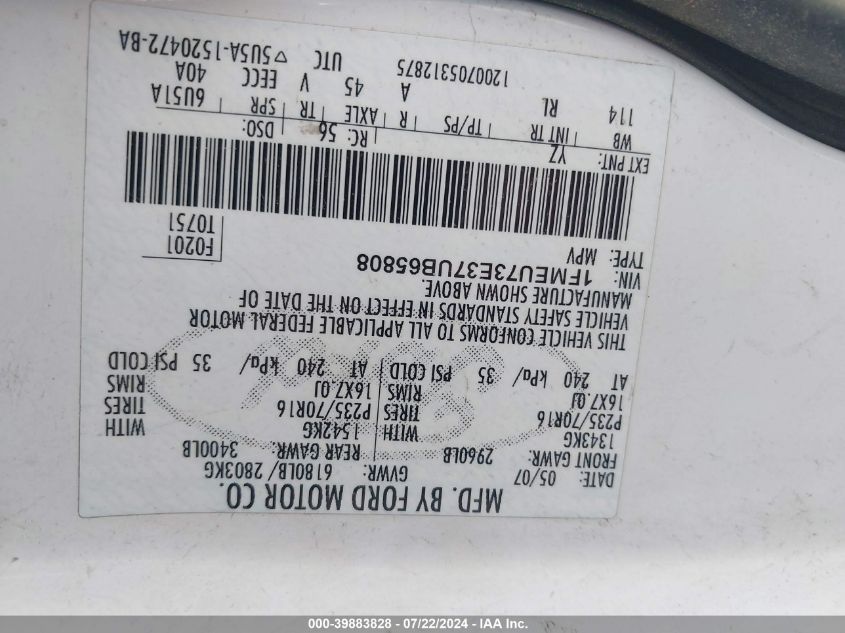 MFD. BY FORD MOTOR CO.
DATE: 05/07 GVWR: 6180LB/ 2803KG
FRONT GAWR: 2960LB REAR GAWR: 3400LB
1343KG WITH 1542KG WITH
P235/70R16 TIRES P235/70R16 TIRES
16X7.0J RIMS 16X7.0J RIMS
AT 240 kPa/ 35 PSI COLD AT 240 kPa/ 35 PSI COLD
THIS VEHICLE CONFORMS TO ALL APPLICABLE FEDERAL MOTOR
VEHICLE SAFETY STANDARDS IN EFFECT ON THE DATE OF
MANUFACTURE SHOWN ABOVE.
VIN: 1FMEU73E37UB65808
TYPE: MPV
F0201
T0751
EXT PNT: YZ RC: 56 DSO:
WB INT TR TP/PS R AXLE TR SPR 6U51A
114 RL A 45 V EECC 40A
1200705312875 UTC ▽ 5U5A-1520472-BA
000-39883828 - 07/22/2024 - IAA Inc.